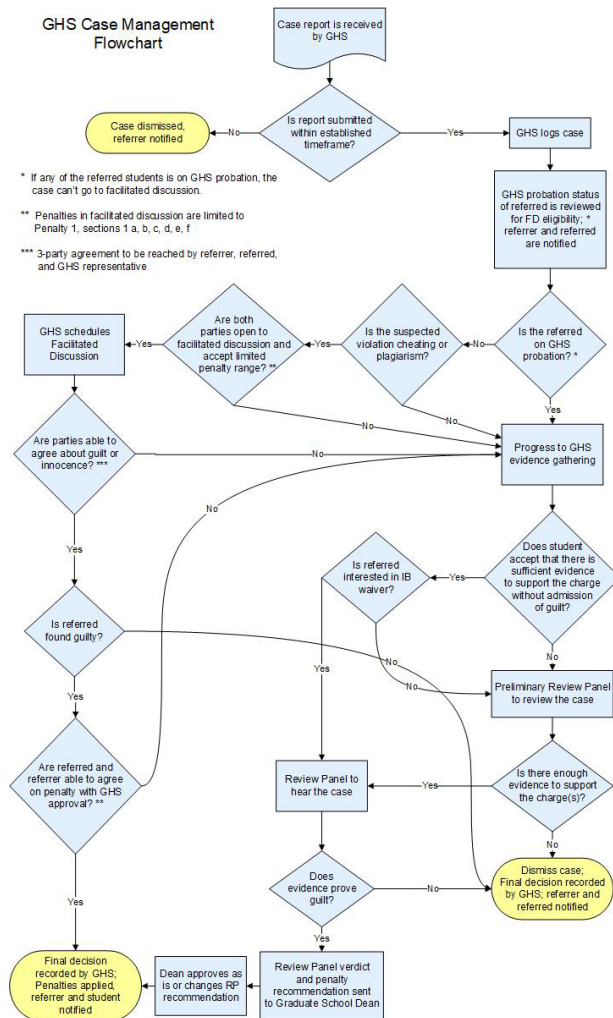 GHS Case Management
Flowchart
Case report is received
by GHS
Is report submitted
within established
timeframe?
No
Case dismissed,
referrer notified
Yes
GHS logs case
* If any of the referred students is on GHS probation, the
case can't go to facilitated discussion.
** Penalties in facilitated discussion are limited to
Penalty 1, sections 1 a, b, c, d, e, f
*** 3-party agreement to be reached by referrer, referred,
and GHS representative
GHS probation status
of referred is reviewed
for FD eligibility; *
referrer and referred
are notified
Is the referred
on GHS
probation? *
No
Is the suspected
violation cheating or
plagiarism?
Yes
Are both
parties open to
facilitated discussion and
accept limited
penalty range? **
Yes
GHS schedules
Facilitated
Discussion
No
No
Yes
Progress to GHS
evidence gathering
Are parties able to
agree about guilt or
innocence? ***
No
No
Yes
Does student
accept that there is
sufficient evidence
to support the charge
without admission
of guilt?
Yes
Is referred
interested in IB
waiver?
Is referred
found guilty?
No
No
Yes
No
Preliminary Review Panel
to review the case
Yes
Are referred and
referrer able to agree
on penalty with GHS
approval? **
Is there enough
evidence to support
the charge(s)?
Yes
Review Panel to
hear the case
No
Dismiss case;
Final decision recorded
by GHS; referrer and
referred notified
Does
evidence prove
guilt?
No
Yes
Yes
Review Panel verdict
and penalty
recommendation sent
to Graduate School Dean
Dean approves as
is or changes RP
recommendation
Final decision
recorded by GHS;
Penalties applied,
referrer and student
notified